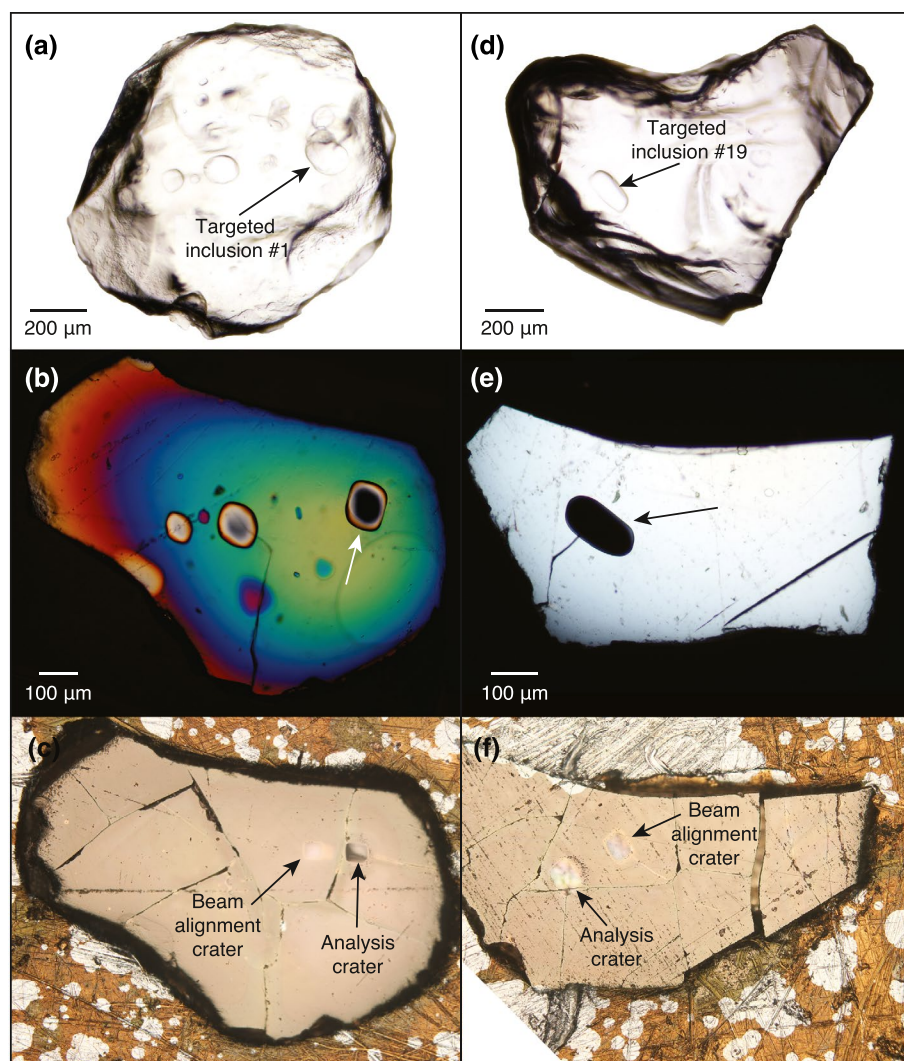 (a)
Targeted
inclusion #1
200 µm
(d)
Targeted
inclusion #19
200 µm
(b)
100 µm
(e)
100 µm
(c)
Beam
alignment
crater
Analysis
crater
(f)
Beam
alignment
crater
Analysis
crater